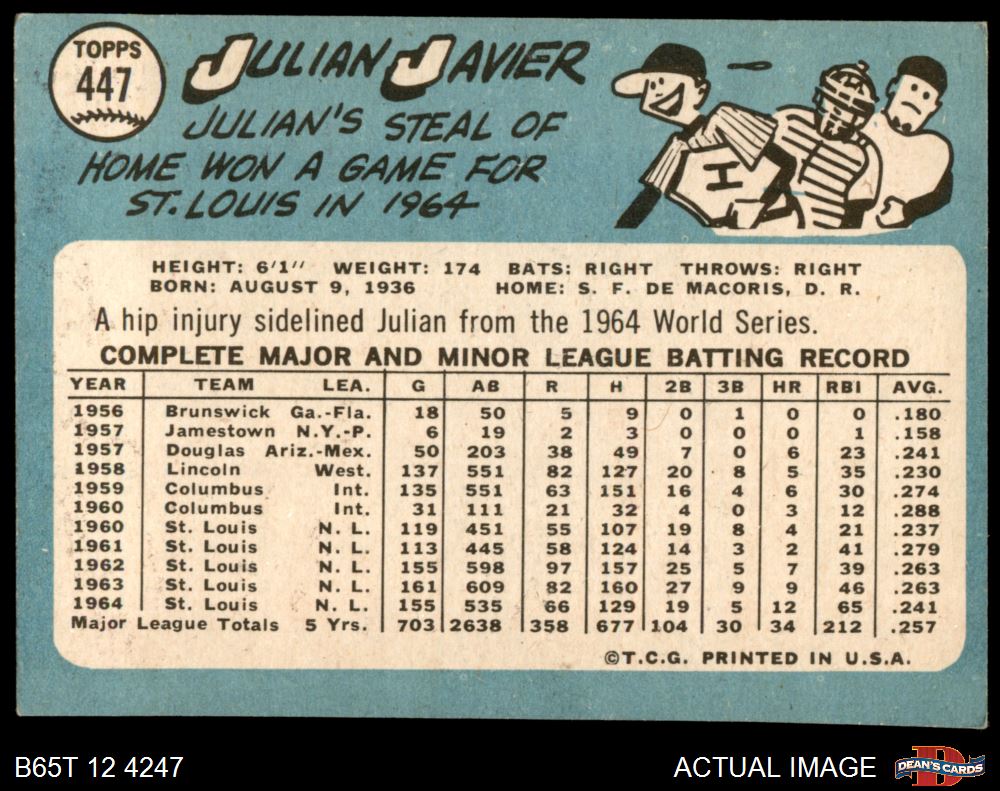 TOPPS
447
JULIAN JAVIER
JULIAN'S STEAL OF
HOME WON A GAME FOR
ST. LOUIS IN 1964
H
HEIGHT: 6'1" WEIGHT: 174 BATS: RIGHT THROWS: RIGHT
BORN: AUGUST 9, 1936 HOME: S. F. DE MACORIS, D. R.
A hip injury sidelined Julian from the 1964 World Series.
COMPLETE MAJOR AND MINOR LEAGUE BATTING RECORD
YEAR TEAM LEA. G AB R H 2B 3B HR RBI AVG.
1956 Brunswick Ga.-Fla. 18 50 5 9 0 1 0 0 .180
1957 Jamestown N.Y.-P. 6 19 2 3 0 0 0 1 .158
1957 Douglas Ariz.-Mex. 50 203 38 49 7 0 6 23 .241
1958 Lincoln West. 137 551 82 127 20 8 5 35 .230
1959 Columbus Int. 135 551 63 151 16 4 6 30 .274
1960 Columbus Int. 31 111 21 32 4 0 3 12 .288
1960 St. Louis N. L. 119 451 55 107 19 8 4 21 .237
1961 St. Louis N. L. 113 445 58 124 14 3 2 41 .279
1962 St. Louis N. L. 155 598 97 157 25 5 7 39 .263
1963 St. Louis N. L. 161 609 82 160 27 9 9 46 .263
1964 St. Louis N. L. 155 535 66 129 19 5 12 65 .241
Major League Totals 5 Yrs. 703 2638 358 677 104 30 34 212 .257
©T.C.G. PRINTED IN U.S.A.
B65T 12 4247
ACTUAL IMAGE
DEAN'S CARDS